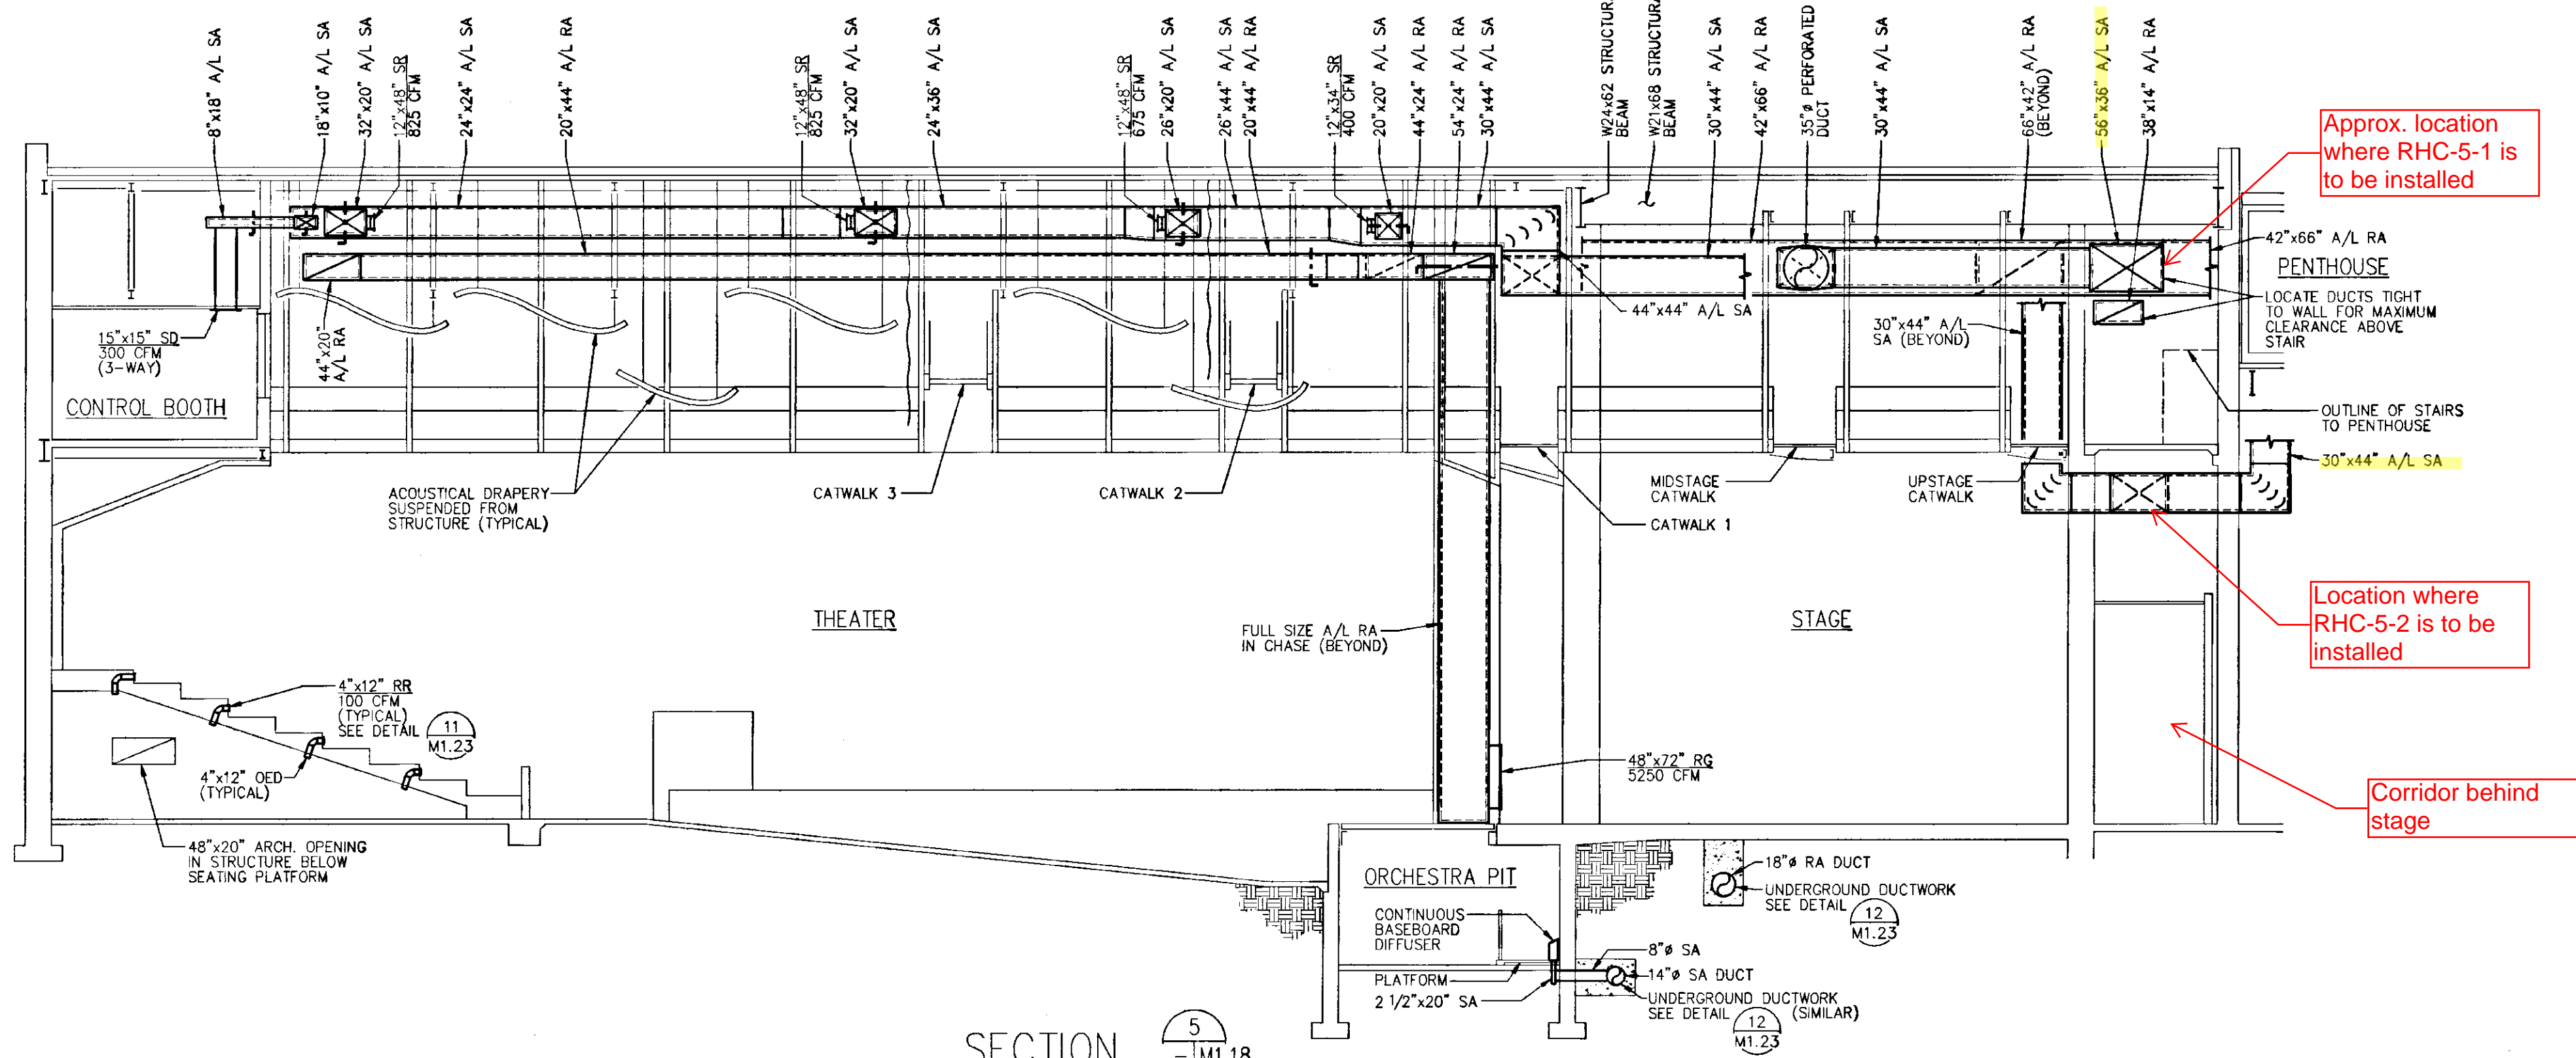 8"x18" A/L SA
18"x10" A/L SA
32"x20" A/L SA
12"x48" SR
825 CFM
24"x24" A/L SA
20"x44" A/L RA
12"x48" SR
825 CFM
32"x20" A/L SA
24"x36" A/L SA
12"x48" SR
675 CFM
26"x20" A/L SA
26"x44" A/L SA
20"x44" A/L RA
12"x34" SR
400 CFM
20"x20" A/L SA
44"x24" A/L RA
54"x24" A/L RA
30"x44" A/L SA
W24x62 STRUCTURA
BEAM
W21x68 STRUCTURA
BEAM
30"x44" A/L SA
42"x66" A/L RA
35"ø PERFORATED
DUCT
30"x44" A/L SA
66"x42" A/L RA
(BEYOND)
56"x36" A/L SA
38"x14" A/L RA
Approx. location
where RHC-5-1 is
to be installed
42"x66" A/L RA
PENTHOUSE
LOCATE DUCTS TIGHT
TO WALL FOR MAXIMUM
CLEARANCE ABOVE
STAIR
44"x44" A/L SA
30"x44" A/L
SA (BEYOND)
15"x15" SD
300 CFM
(3-WAY)
44"x20"
A/L RA
CONTROL BOOTH
OUTLINE OF STAIRS
TO PENTHOUSE
30"x44" A/L SA
ACOUSTICAL DRAPERY
SUSPENDED FROM
STRUCTURE (TYPICAL)
CATWALK 3
CATWALK 2
MIDSTAGE
CATWALK
UPSTAGE
CATWALK
CATWALK 1
THEATER
FULL SIZE A/L RA
IN CHASE (BEYOND)
STAGE
Location where
RHC-5-2 is to be
installed
4"x12" RR
100 CFM
(TYPICAL)
SEE DETAIL
11
M1.23
4"x12" OED
(TYPICAL)
48"x72" RG
5250 CFM
Corridor behind
stage
48"x20" ARCH. OPENING
IN STRUCTURE BELOW
SEATING PLATFORM
ORCHESTRA PIT
18"ø RA DUCT
UNDERGROUND DUCTWORK
SEE DETAIL
12
M1.23
CONTINUOUS
BASEBOARD
DIFFUSER
8"ø SA
14"ø SA DUCT
PLATFORM
2 1/2"x20" SA
UNDERGROUND DUCTWORK
SEE DETAIL
12
M1.23
(SIMILAR)
SECTION
5
- M1.18